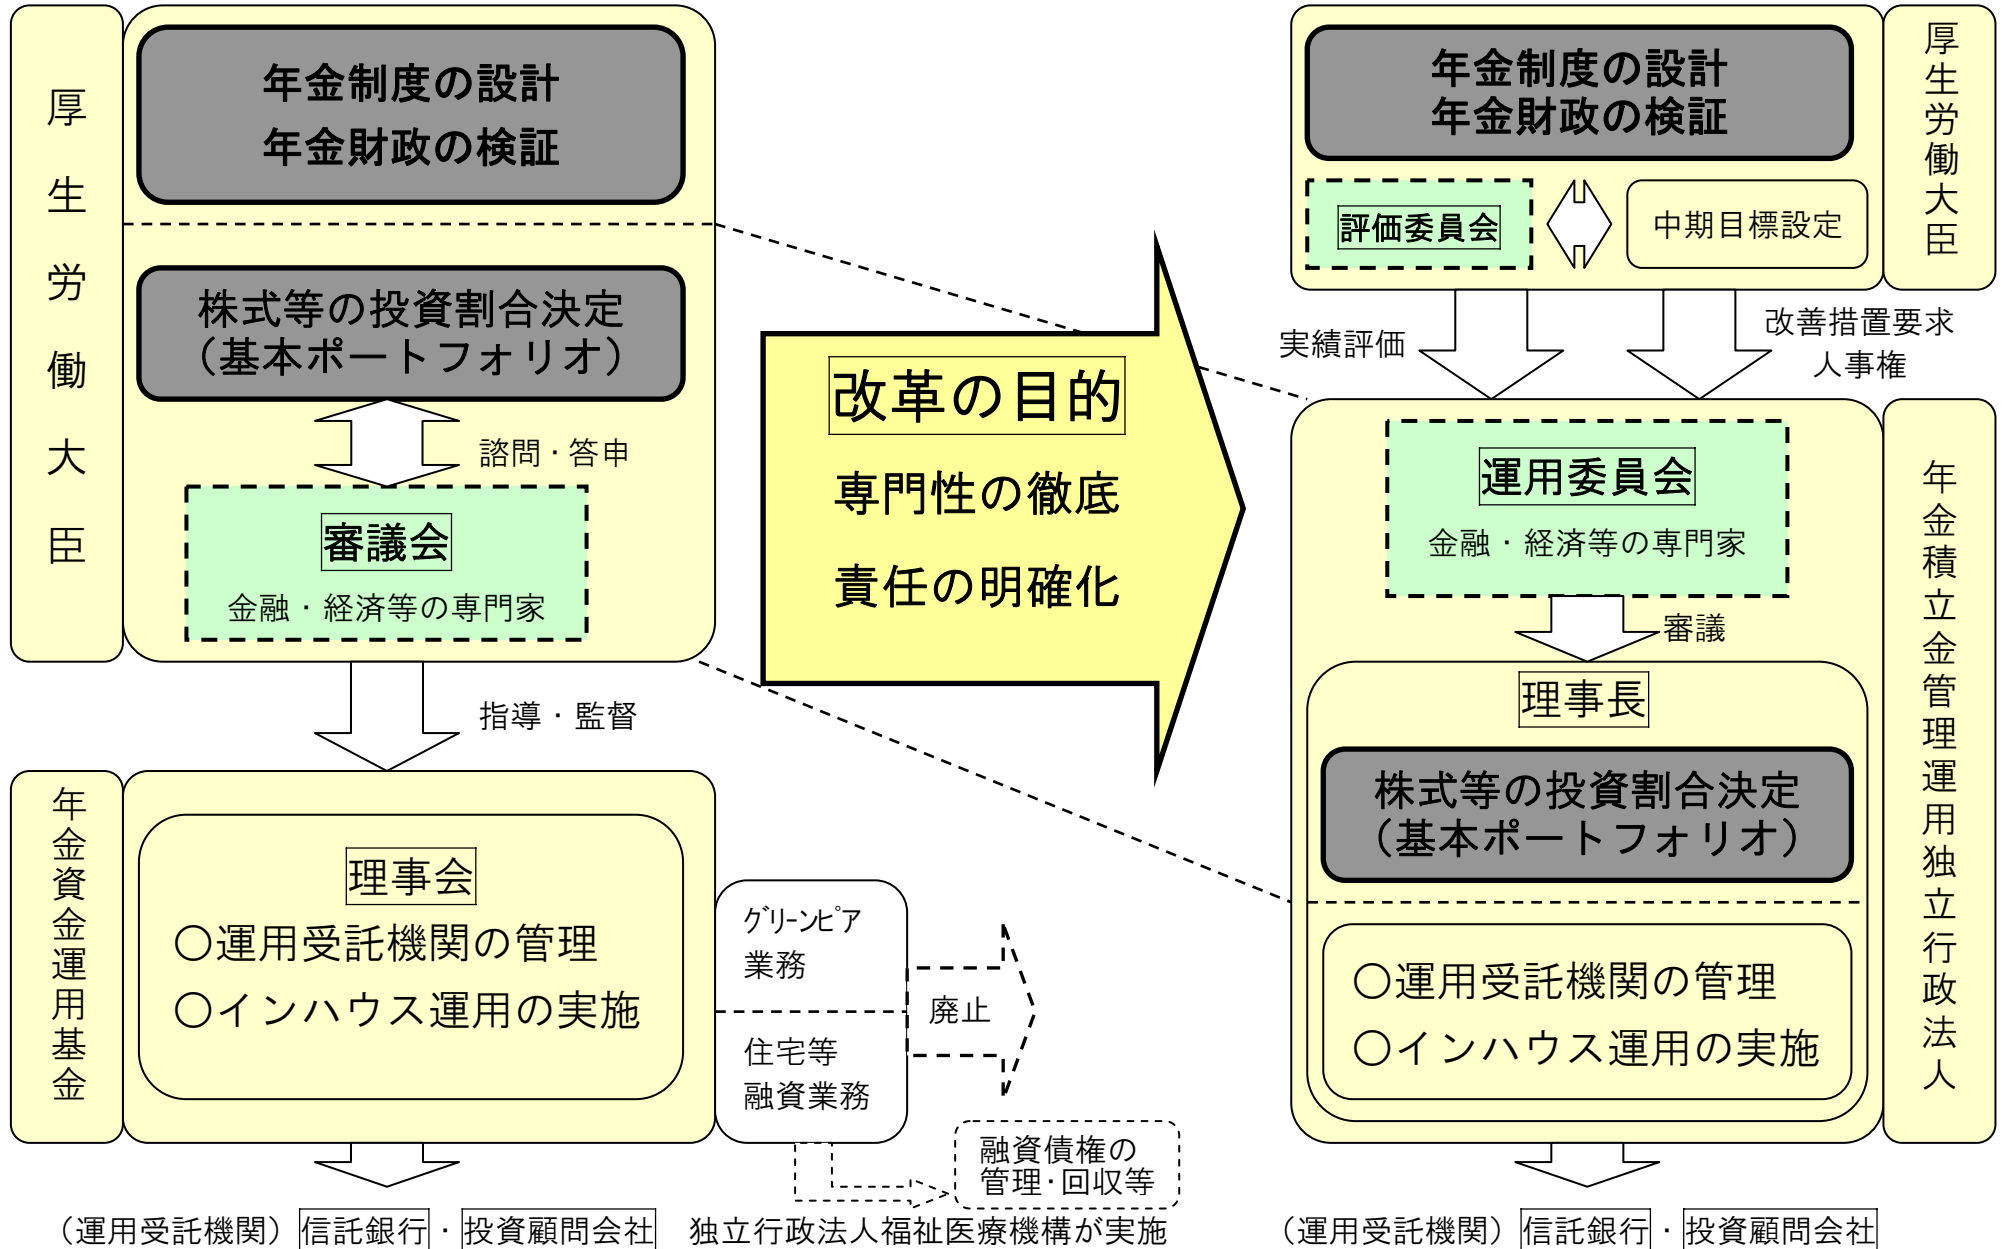 厚生労働大臣
年金制度の設計
年金財政の検証
株式等の投資割合決定
（基本ポートフォリオ）
諮問・答申
審議会
金融・経済等の専門家
指導・監督
年金資金運用基金
理事会
〇運用受託機関の管理
〇インハウス運用の実施
ｸﾞﾘｰﾝﾋﾟｱ
業務
住宅等
融資業務
廃止
融資債権の
管理・回収等
（運用受託機関）信託銀行・投資顧問会社
独立行政法人福祉医療機構が実施
改革の目的
専門性の徹底
責任の明確化
厚生労働大臣
年金制度の設計
年金財政の検証
評価委員会
中期目標設定
実績評価
改善措置要求
人事権
年金積立金管理運用独立行政法人
運用委員会
金融・経済等の専門家
審議
理事長
株式等の投資割合決定
（基本ポートフォリオ）
〇運用受託機関の管理
〇インハウス運用の実施
（運用受託機関）信託銀行・投資顧問会社